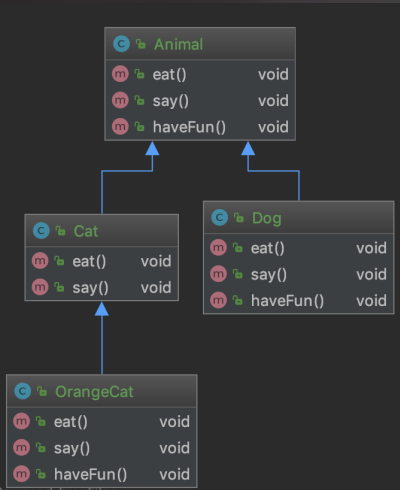 C Animal
m eat() void
m say() void
m haveFun() void
C Cat
m eat() void
m say() void
C Dog
m eat() void
m say() void
m haveFun() void
C OrangeCat
m eat() void
m say() void
m haveFun() void